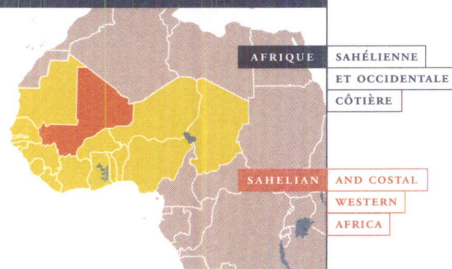 AFRIQUE SAHÉLIENNE
ET OCCIDENTALE
CÔTIÈRE
SAHELIAN AND COSTAL
WESTERN
AFRICA